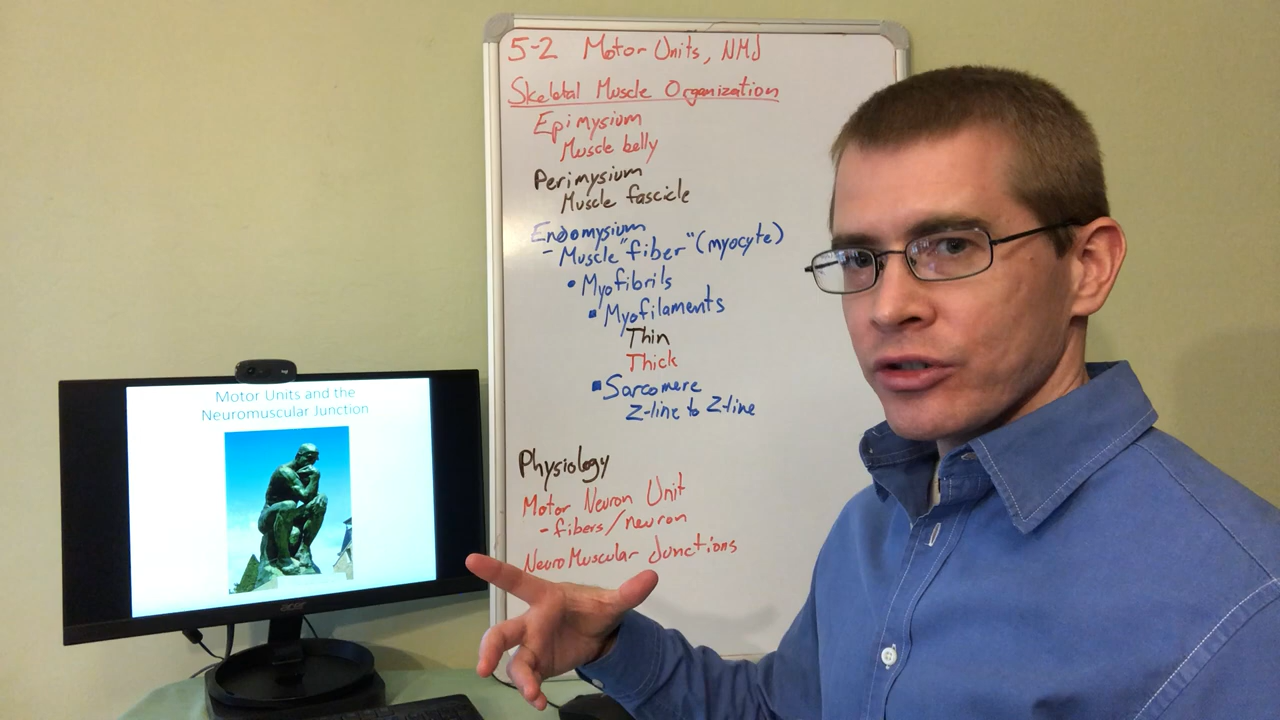 5-2 Motor Units, NMJ
Skeletal Muscle Organization
Epimysium
Muscle belly
Perimysium
Muscle fascicle
Endomysium
- Muscle "fiber" (myocyte)
• Myofibrils
▪ Myofilaments
Thin
Thick
▪ Sarcomere
Z-line to Z-line
Physiology
Motor Neuron Unit
- fibers/neuron
NeuroMuscular Junctions
Motor Units and the
Neuromuscular Junction
acer